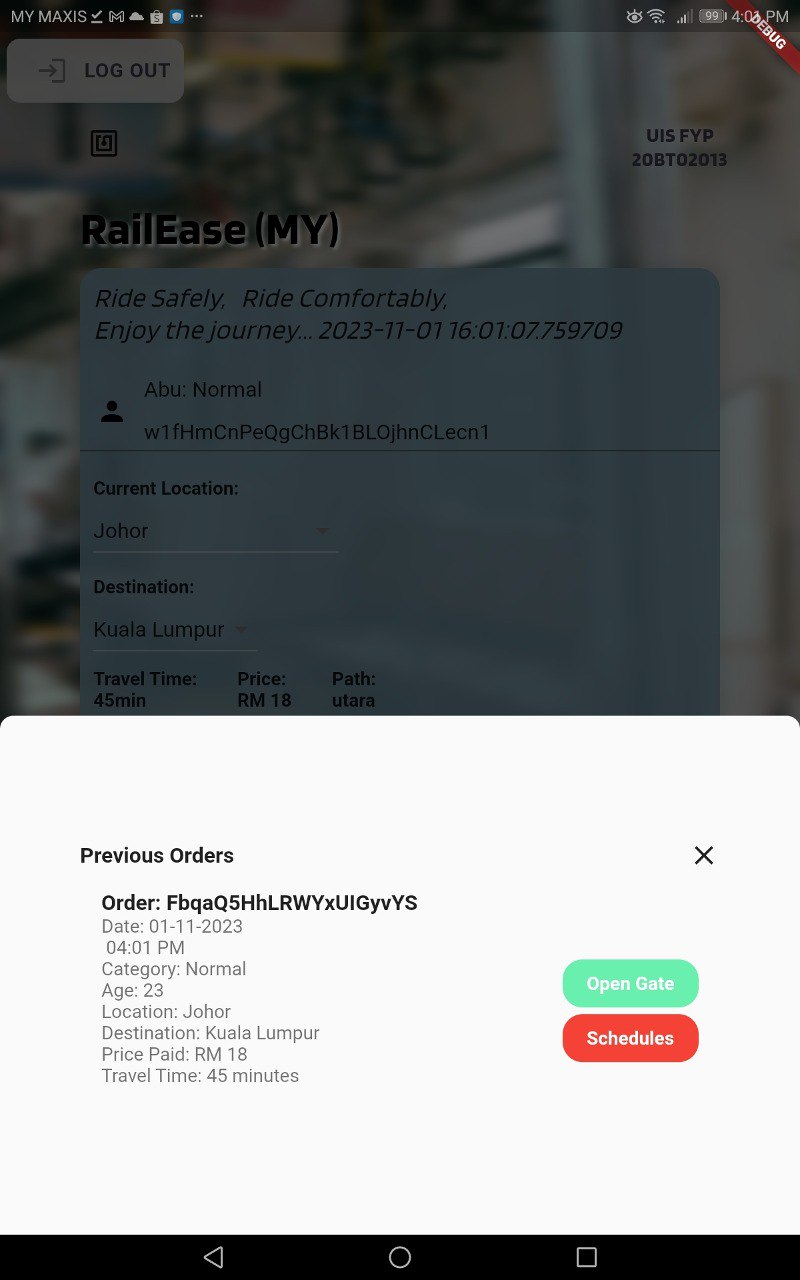 MY MAXIS
99
4:01 PM
DEBUG
LOG OUT
UIS FYP
20BT02013
RailEase (MY)
Ride Safely, Ride Comfortably,
Enjoy the journey... 2023-11-01 16:01:07.759709
Abu: Normal
w1fHmCnPeQgChBk1BLOjhnCLecn1
Current Location:
Johor
Destination:
Kuala Lumpur
Travel Time: Price: Path:
45min RM 18 utara
Previous Orders
Order: FbqaQ5HhLRWYxUIGyvYS
Date: 01-11-2023
04:01 PM
Category: Normal
Age: 23
Location: Johor
Destination: Kuala Lumpur
Price Paid: RM 18
Travel Time: 45 minutes
Open Gate
Schedules